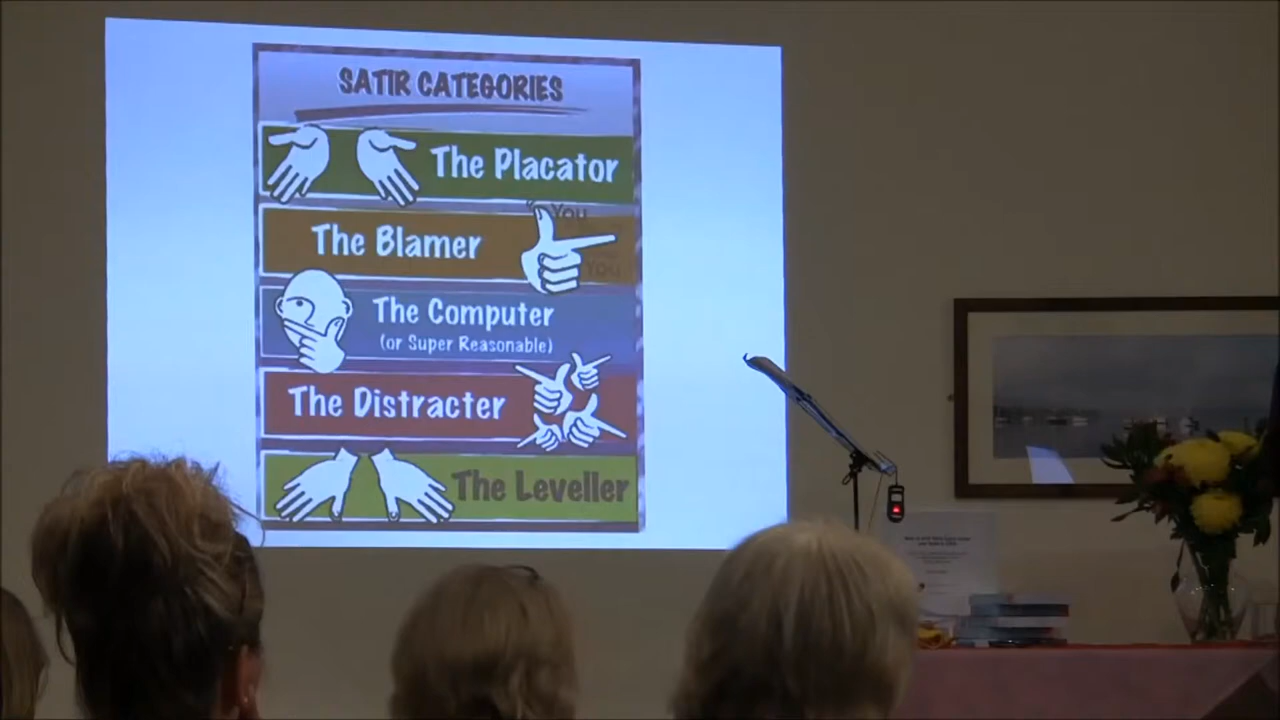 SATIR CATEGORIES
The Placator
You
The Blamer
YOU
The Computer
(or Super Reasonable)
The Distracter
The Leveller